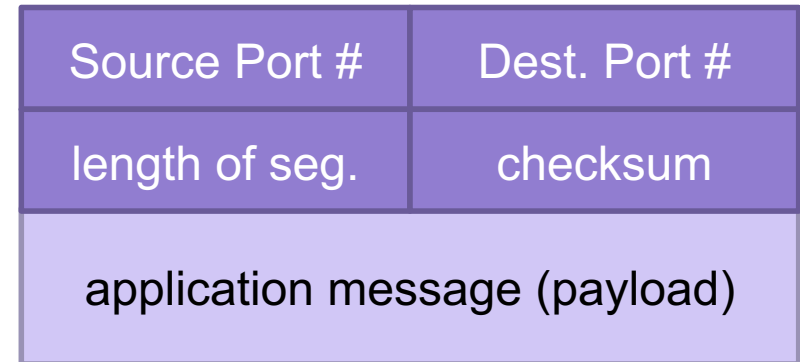 Source Port # Dest. Port #
length of seg. checksum
application message (payload)